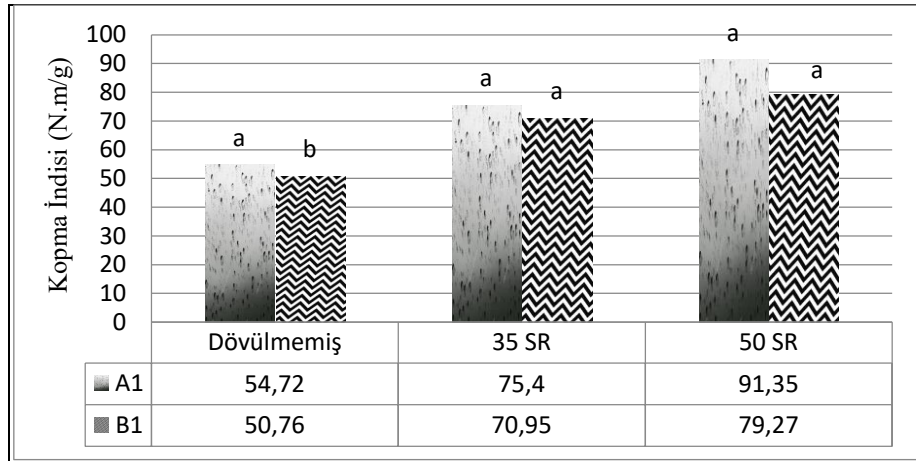 Kopma İndisi (N.m/g)
100
90
80
70
60
50
40
30
20
10
0
a b
a a
a a
Dövülmemiş 35 SR 50 SR
A1 54,72 75,4 91,35
B1 50,76 70,95 79,27